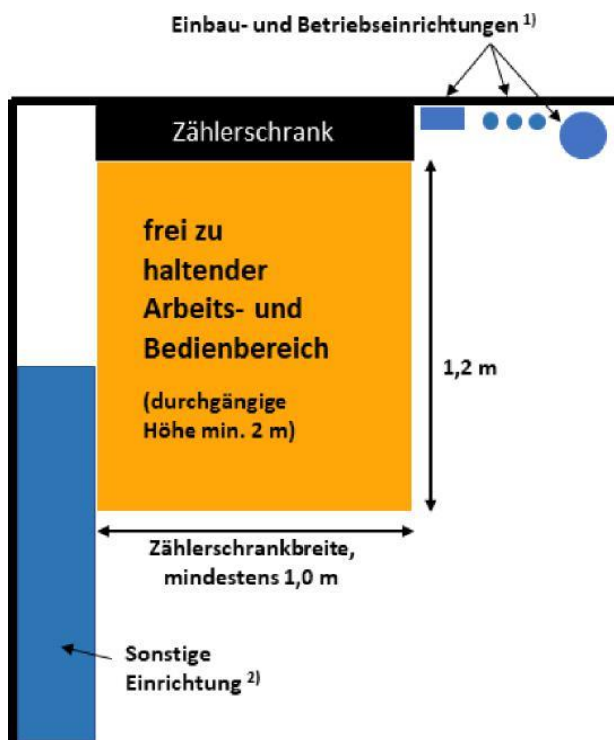 Einbau- und Betriebseinrichtungen 1)
Zählerschrank
frei zu
haltender
Arbeits- und
Bedienbereich
(durchgängige
Höhe min. 2 m)
1,2 m
Zählerschrankbreite,
mindestens 1,0 m
Sonstige
Einrichtung 2)